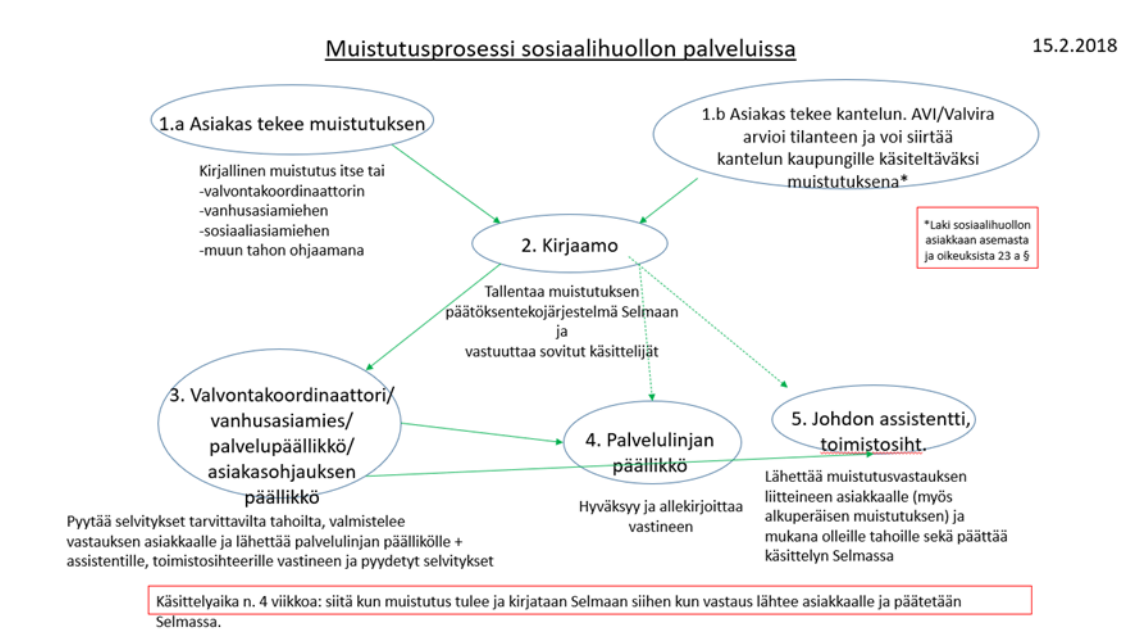 Muistutusprosessi sosiaalihuollon palveluissa
15.2.2018
1.a Asiakas tekee muistutuksen
Kirjallinen muistutus itse tai
-valvontakoordinaattorin
-vanhusasiamiehen
-sosiaaliasiamiehen
-muun tahon ohjaamana
1.b Asiakas tekee kantelun. AVI/Valvira
arvioi tilanteen ja voi siirtää
kantelun kaupungille käsiteltäväksi
muistutuksena*
*Laki sosiaalihuollon
asiakkaan asemasta
ja oikeuksista 23 a §
2. Kirjaamo
Tallentaa muistutuksen
päätöksentekojärjestelmä Selmaan
ja
vastuuttaa sovitut käsittelijät
3. Valvontakoordinaattori/
vanhusasiamies/
palvelupäällikkö/
asiakasohjauksen
päällikkö
Pyytää selvitykset tarvittavilta tahoilta, valmistelee
vastauksen asiakkaalle ja lähettää palvelulinjan päällikölle +
assistentille, toimistosihteerille vastineen ja pyydetyt selvitykset
4. Palvelulinjan
päällikkö
Hyväksyy ja allekirjoittaa
vastineen
5. Johdon assistentti,
toimistosiht.
Lähettää muistutusvastauksen
liitteineen asiakkaalle (myös
alkuperäisen muistutuksen) ja
mukana olleille tahoille sekä päättää
käsittelyn Selmassa
Käsittelyaika n. 4 viikkoa: siitä kun muistutus tulee ja kirjataan Selmaan siihen kun vastaus lähtee asiakkaalle ja päätetään
Selmassa.